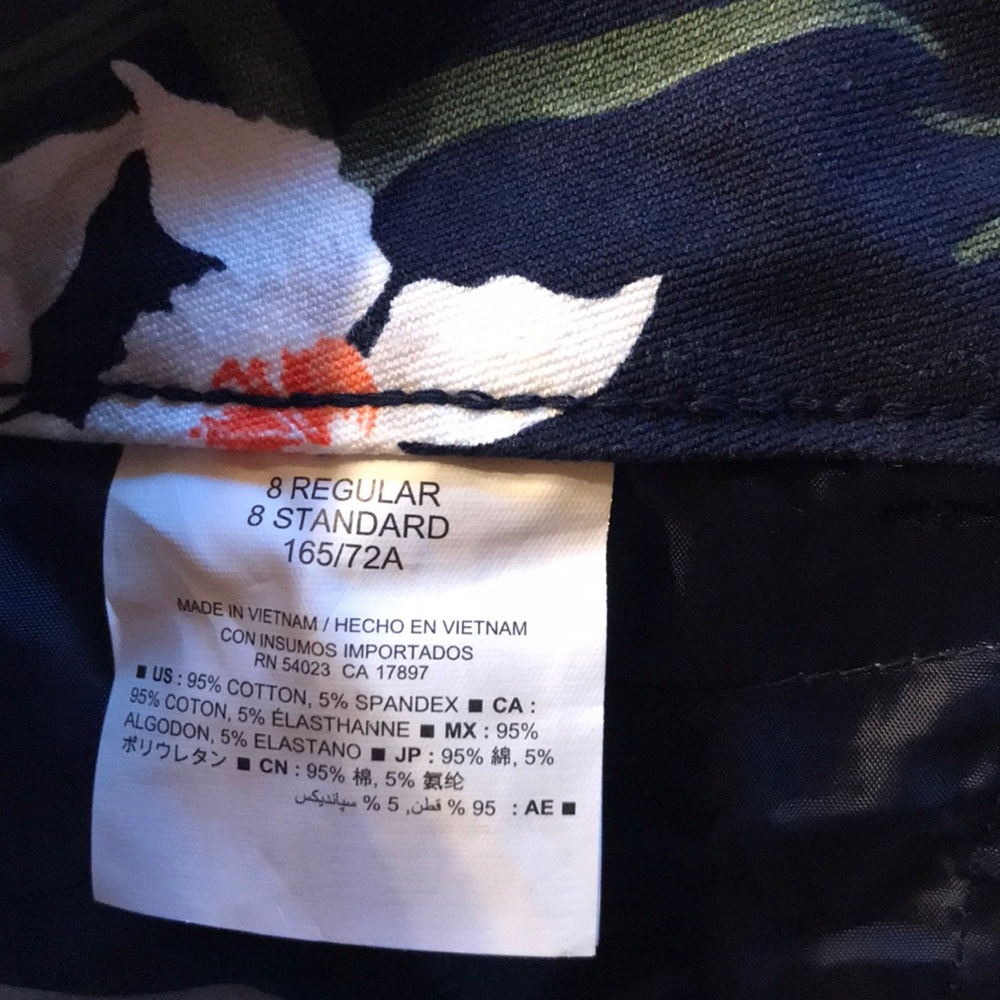 8 REGULAR
8 STANDARD
165/72A
MADE IN VIETNAM / HECHO EN VIETNAM
CON INSUMOS IMPORTADOS
RN 54023 CA 17897
■ US : 95% COTTON, 5% SPANDEX ■ CA :
95% COTON, 5% ÉLASTHANNE ■ MX : 95%
ALGODON, 5% ELASTANO ■ JP : 95% 綿, 5%
ポリウレタン ■ CN : 95% 棉, 5% 氨纶
■ AE : 95 % قطن, 5 % سپانديكس